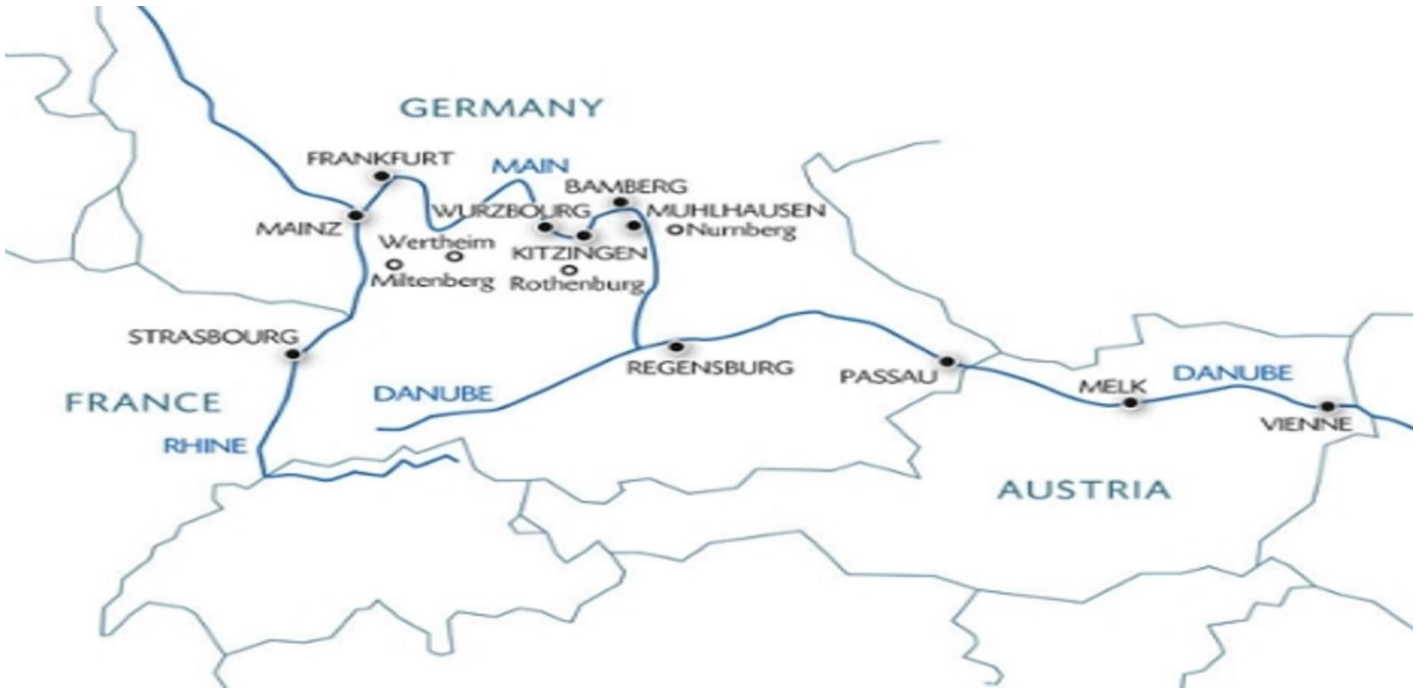 GERMANY
FRANKFURT
MAIN
BAMBERG
WURZBOURG
MUHLHAUSEN
MAINZ
Nurnberg
Wertheim
KITZINGEN
Miltenberg
Rothenburg
STRASBOURG
REGENSBURG
PASSAU
DANUBE
MELK
DANUBE
FRANCE
VIENNE
RHINE
AUSTRIA